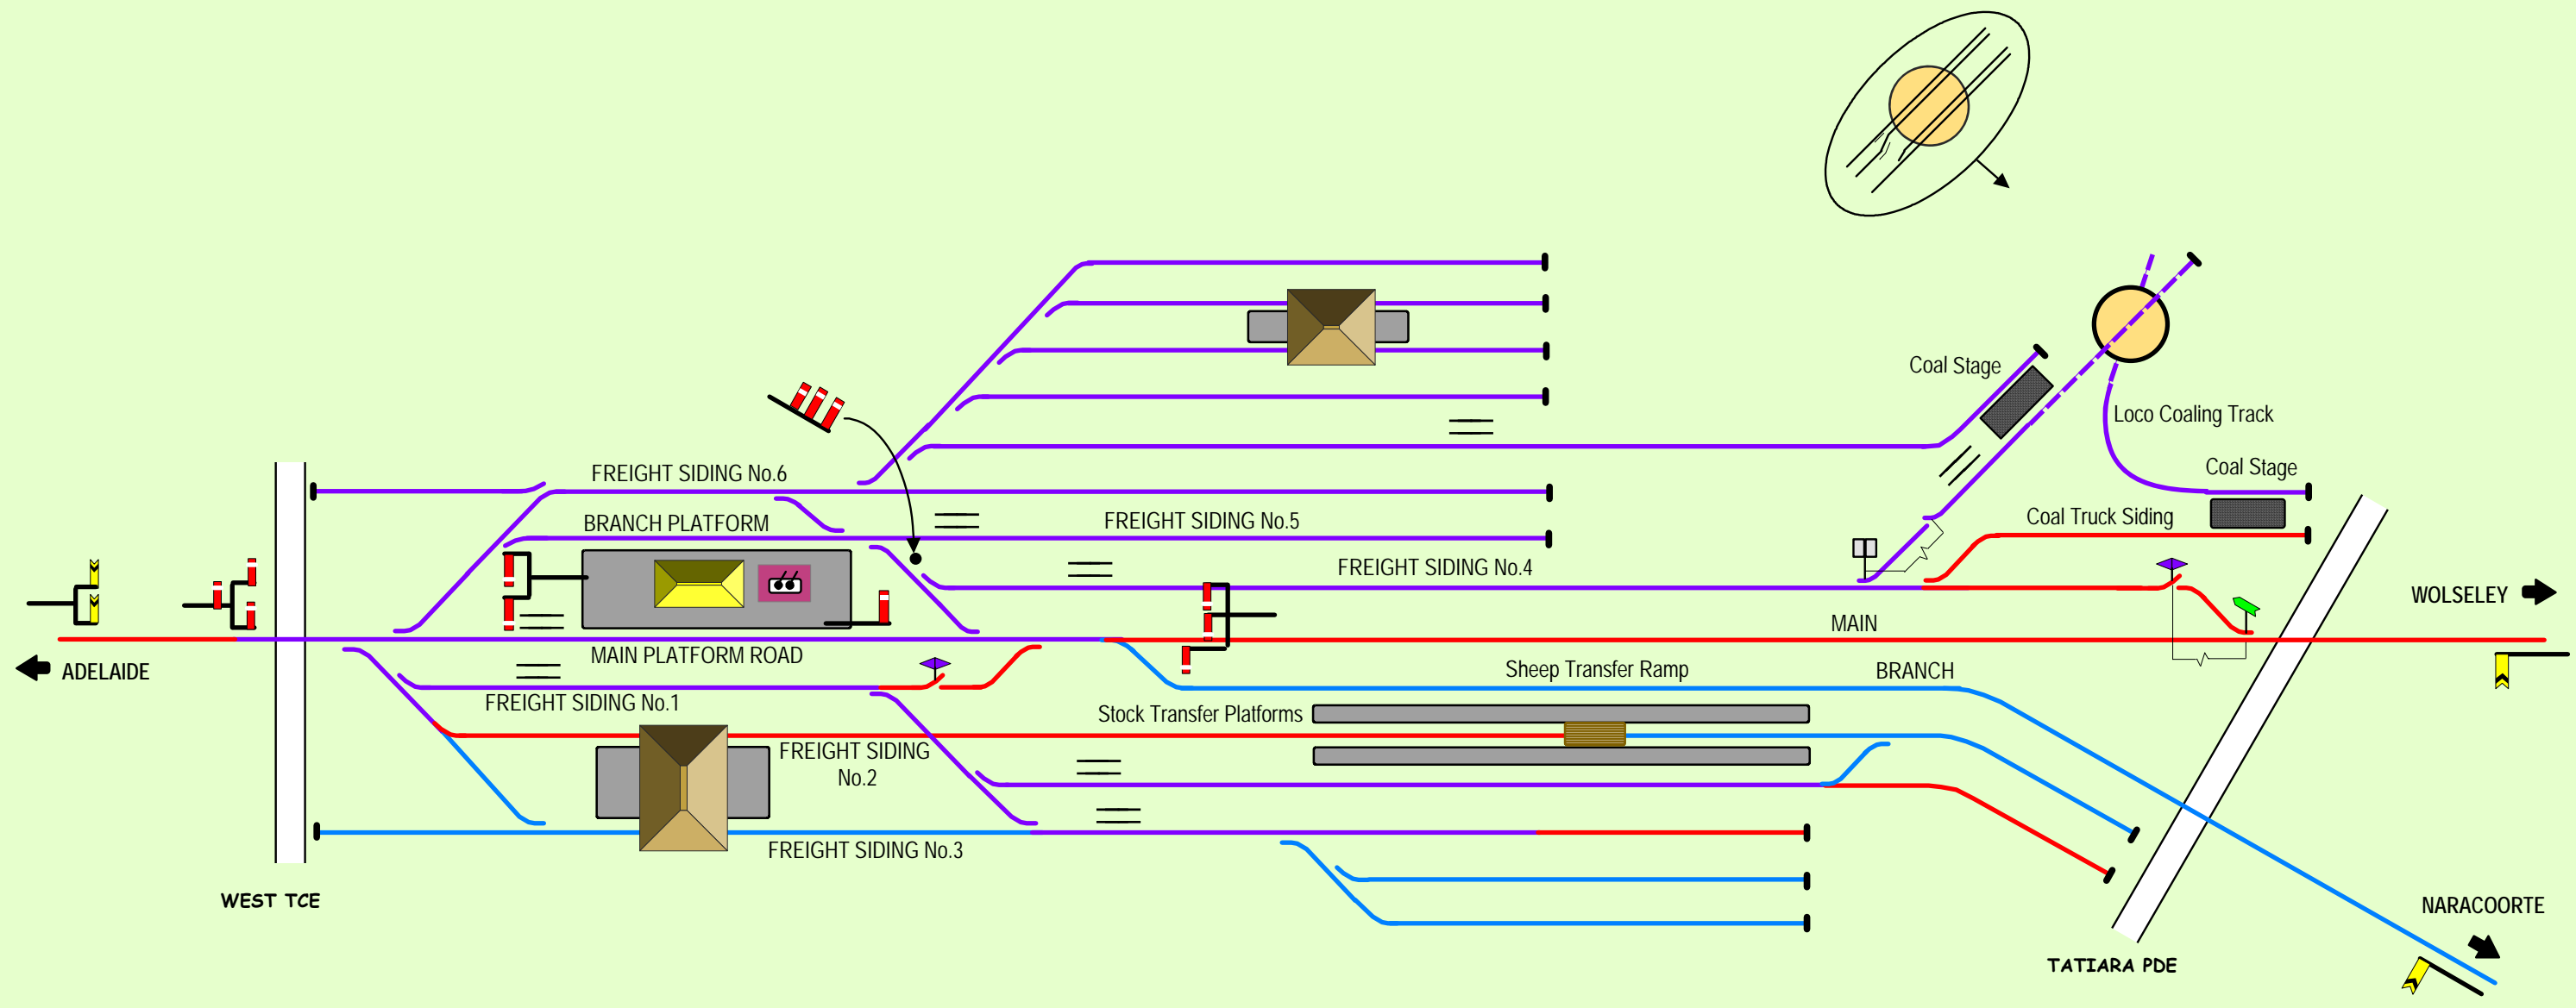 Coal Stage
Loco Coaling Track
FREIGHT SIDING No.6
Coal Stage
BRANCH PLATFORM
FREIGHT SIDING No.5
Coal Truck Siding
FREIGHT SIDING No.4
WOLSELEY
MAIN
MAIN PLATFORM ROAD
ADELAIDE
Sheep Transfer Ramp
BRANCH
FREIGHT SIDING No.1
Stock Transfer Platforms
FREIGHT SIDING
No.2
FREIGHT SIDING No.3
WEST TCE
NARACOORTE
TATIARA PDE